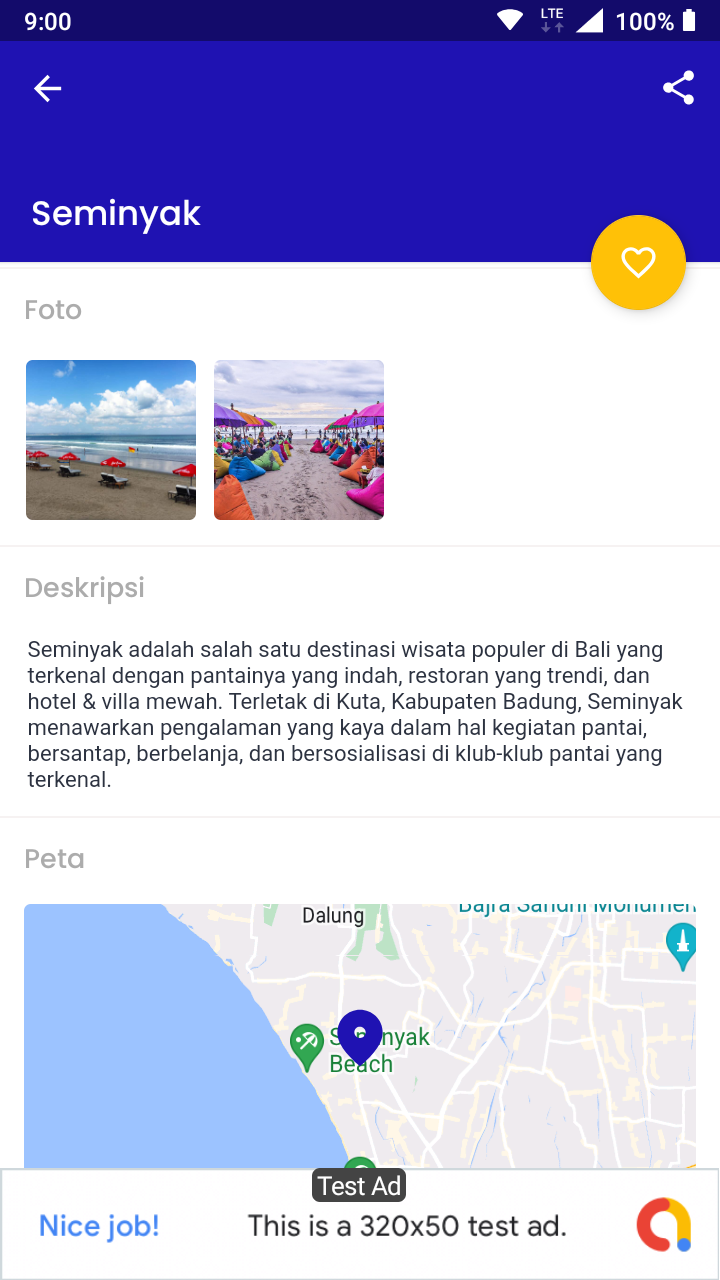 9:00
LTE
100%
Seminyak
Foto
Deskripsi
Seminyak adalah salah satu destinasi wisata populer di Bali yang
terkenal dengan pantainya yang indah, restoran yang trendi, dan
hotel & villa mewah. Terletak di Kuta, Kabupaten Badung, Seminyak
menawarkan pengalaman yang kaya dalam hal kegiatan pantai,
bersantap, berbelanja, dan bersosialisasi di klub-klub pantai yang
terkenal.
Peta
Bajra Sandhi Monumen
Dalung
Seminyak
Beach
Test Ad
Nice job!
This is a 320x50 test ad.